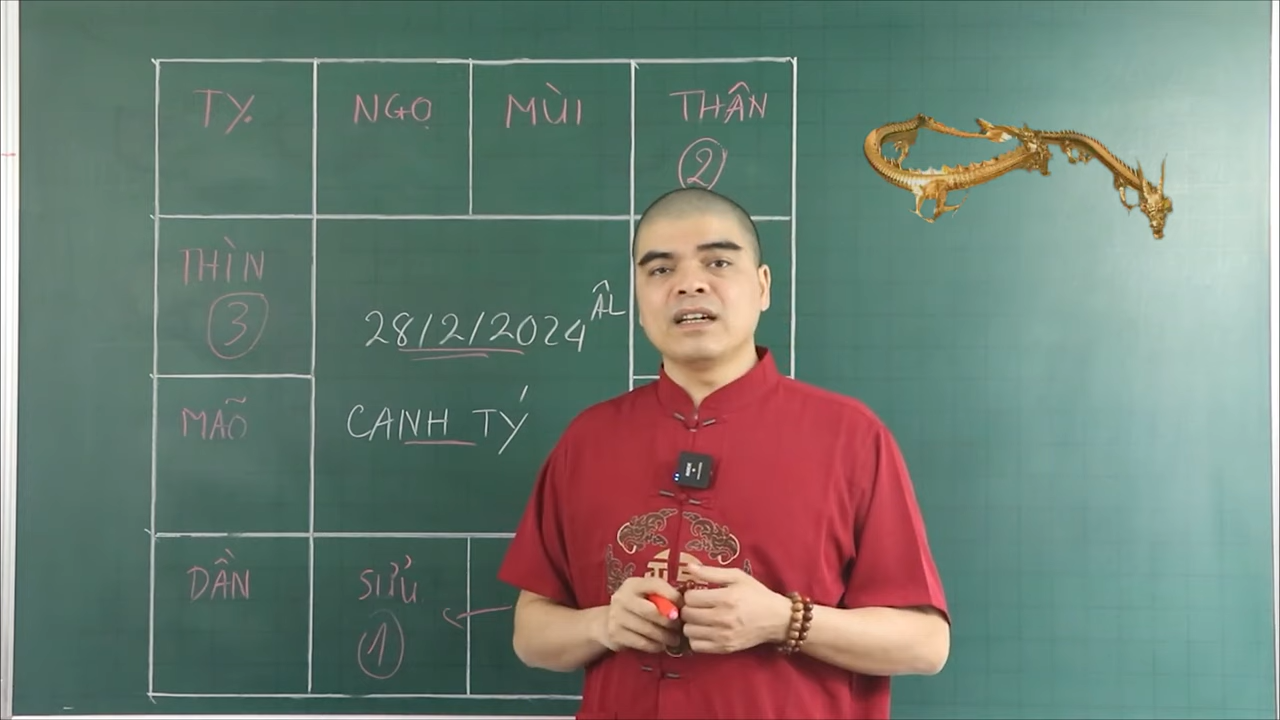 TỴ NGỌ MÙI THÂN
2
THÌN
3
28/2/2024 ÂL
MÃO
CANH TÝ
DẦN SỬU
1